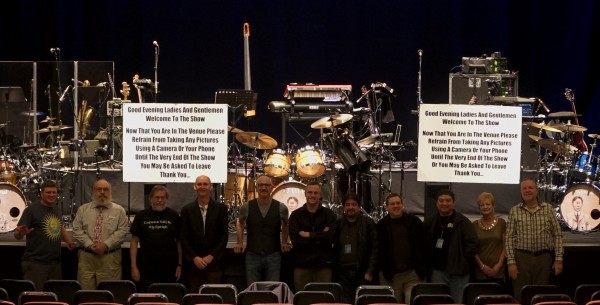 Good Evening Ladies And Gentlemen
Welcome To The Show
Now That You Are In The Venue Please
Refrain From Taking Any Pictures
Using A Camera Or Your Phone
Until The Very End Of The Show
You May Be Asked To Leave
Thank You...
Good Evening Ladies And Gentlemen
Welcome To The Show
Now That You Are In The Venue Please
Refrain From Taking Any Pictures
Using A Camera Or Your Phone
Until The Very End Of The Show
You May Be Asked To Leave
Thank You...